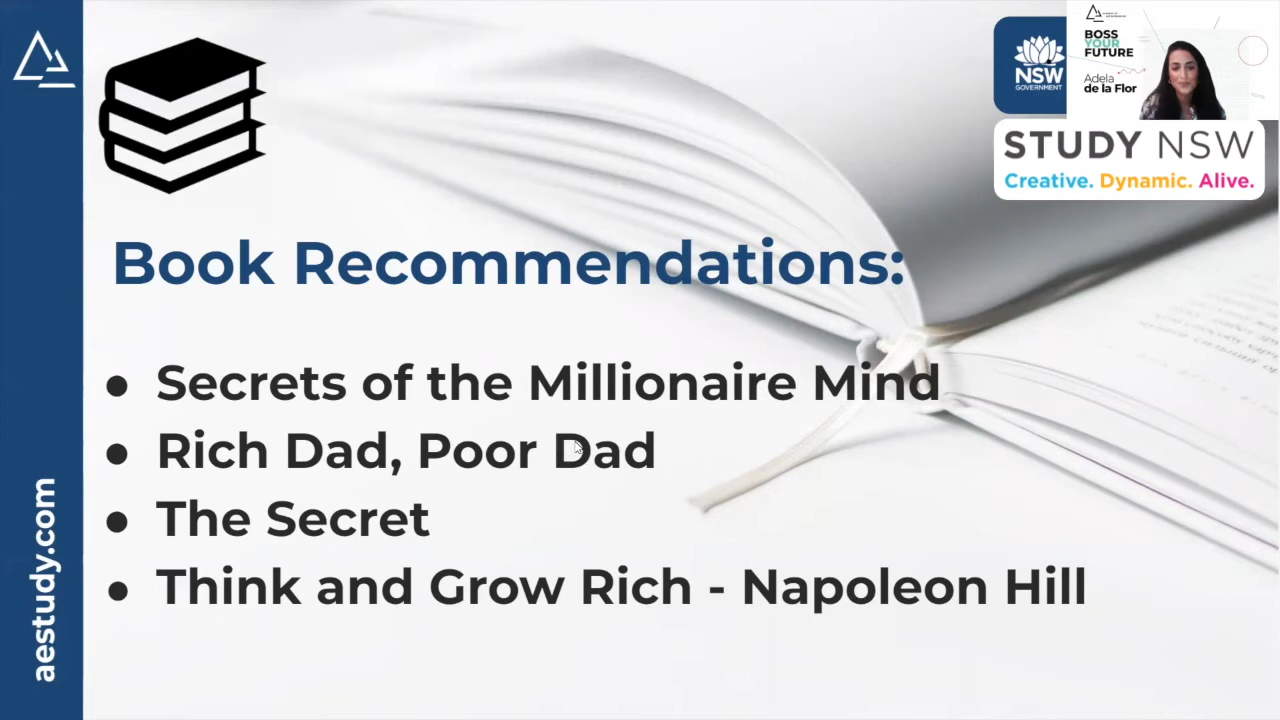 NSW
GOVERNMENT
BOSS
YOUR
FUTURE
Adela
de la Flor
STUDY NSW
Creative. Dynamic. Alive.
Book Recommendations:
● Secrets of the Millionaire Mind
● Rich Dad, Poor Dad
● The Secret
● Think and Grow Rich - Napoleon Hill
aestudy.com